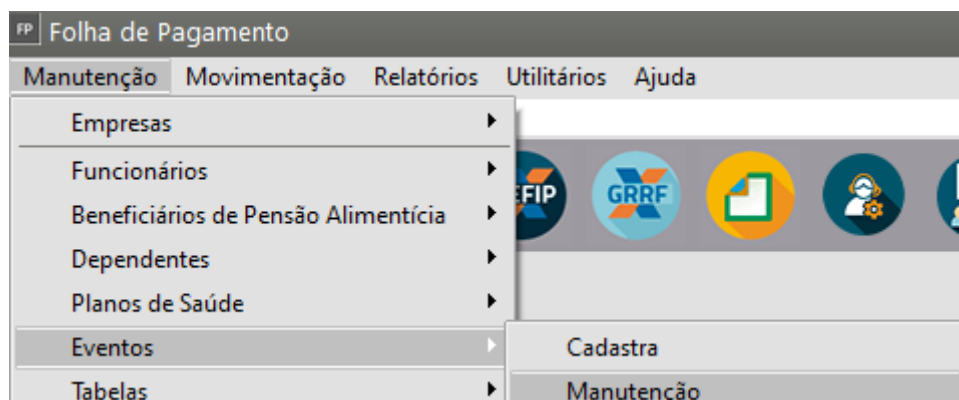 FP Folha de Pagamento
Manutenção Movimentação Relatórios Utilitários Ajuda
Empresas
Funcionários
Beneficiários de Pensão Alimentícia
Dependentes
Planos de Saúde
Eventos
Tabelas
EFIP
GRRF
Cadastra
Manutenção